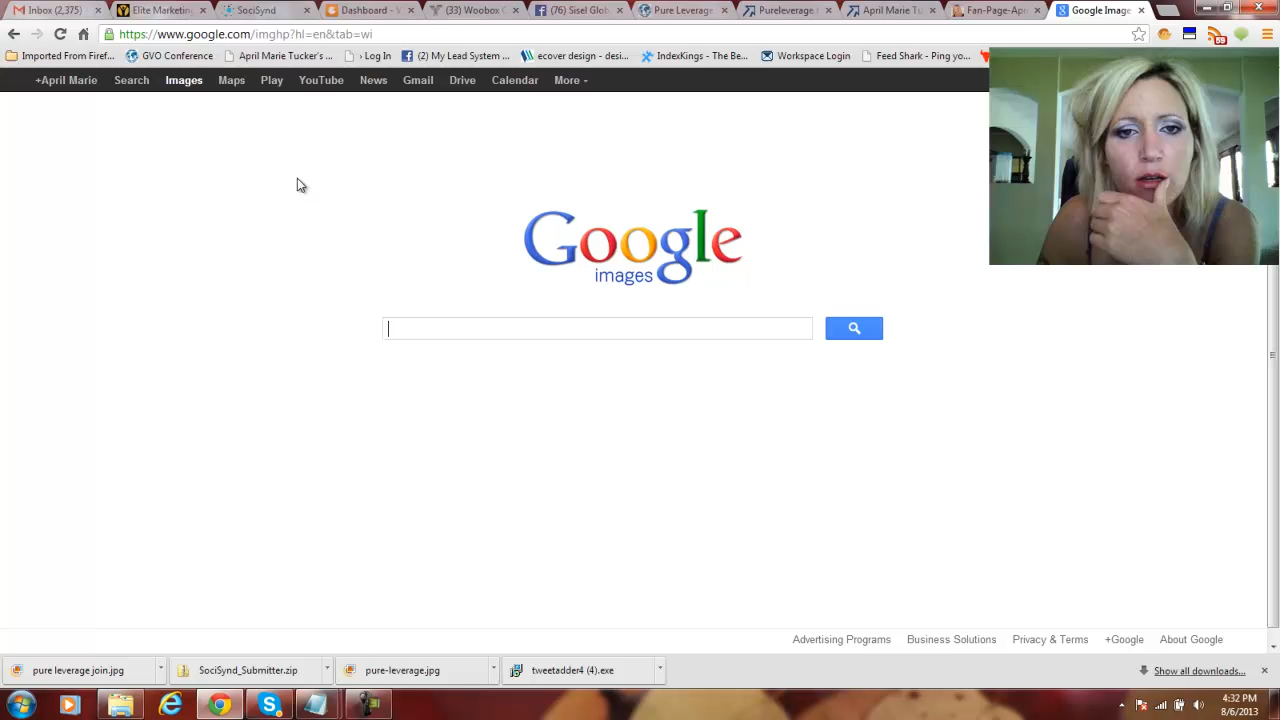 Inbox (2,375)
Elite Marketing
SociSynd
Dashboard - V
(33) Woobox C
(76) Sisel Glob
Pure Leverage
Pureleverage
April Marie Tu
Fan-Page-Apr
Google Image
https://www.google.com/imghp?hl=en&tab=wi
Imported From Firef...
GVO Conference
April Marie Tucker's ...
› Log In
(2) My Lead System ...
ecover design - desi...
IndexKings - The Be...
Workspace Login
Feed Shark - Ping yo...
+April Marie Search Images Maps Play YouTube News Gmail Drive Calendar More
Google
images
Advertising Programs Business Solutions Privacy & Terms +Google About Google
pure leverage join.jpg
SociSynd_Submitter.zip
pure-leverage.jpg
tweetadder4 (4).exe
Show all downloads...
4:32 PM
8/6/2013